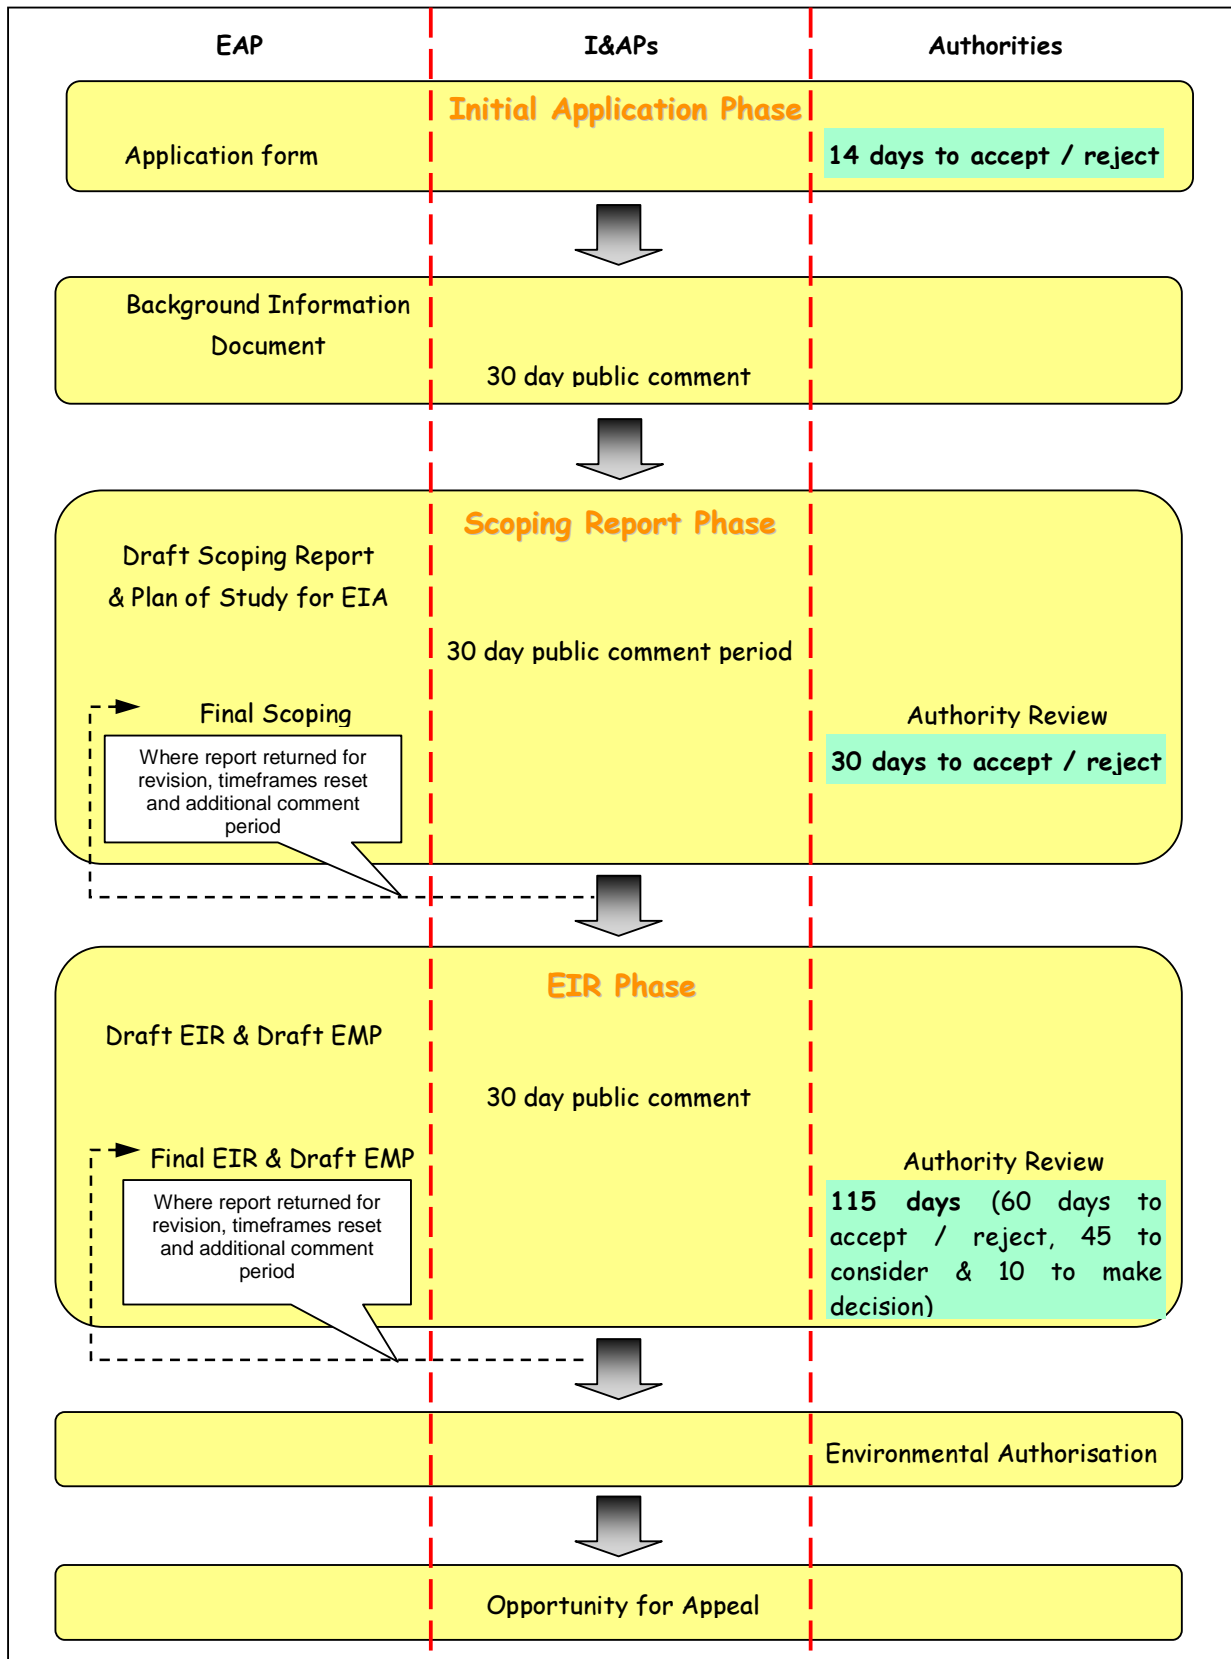 EAP
I&APs
Authorities
Initial Application Phase
Application form
14 days to accept / reject
Background Information
Document
30 day public comment
Scoping Report Phase
Draft Scoping Report
& Plan of Study for EIA
30 day public comment period
Final Scoping
Authority Review
30 days to accept / reject
Where report returned for
revision, timeframes reset
and additional comment
period
EIR Phase
Draft EIR & Draft EMP
30 day public comment
Final EIR & Draft EMP
Authority Review
115 days (60 days to
accept / reject, 45 to
consider & 10 to make
decision)
Where report returned for
revision, timeframes reset
and additional comment
period
Environmental Authorisation
Opportunity for Appeal